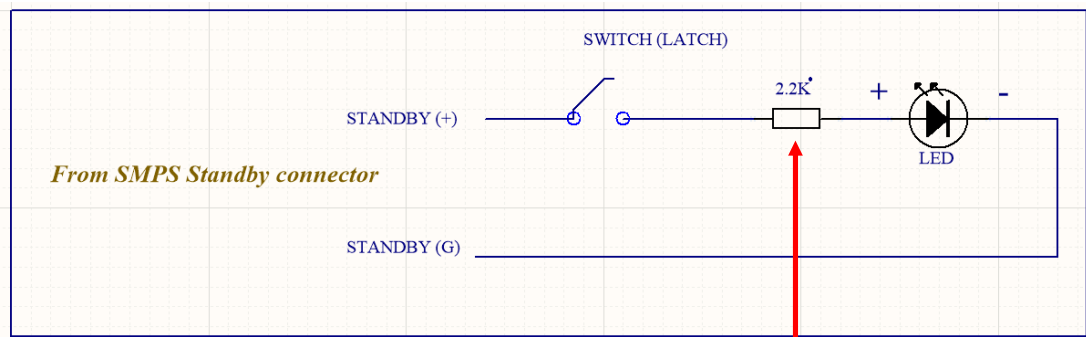 SWITCH (LATCH)
2.2K
+
-
STANDBY (+)
LED
From SMPS Standby connector
STANDBY (G)